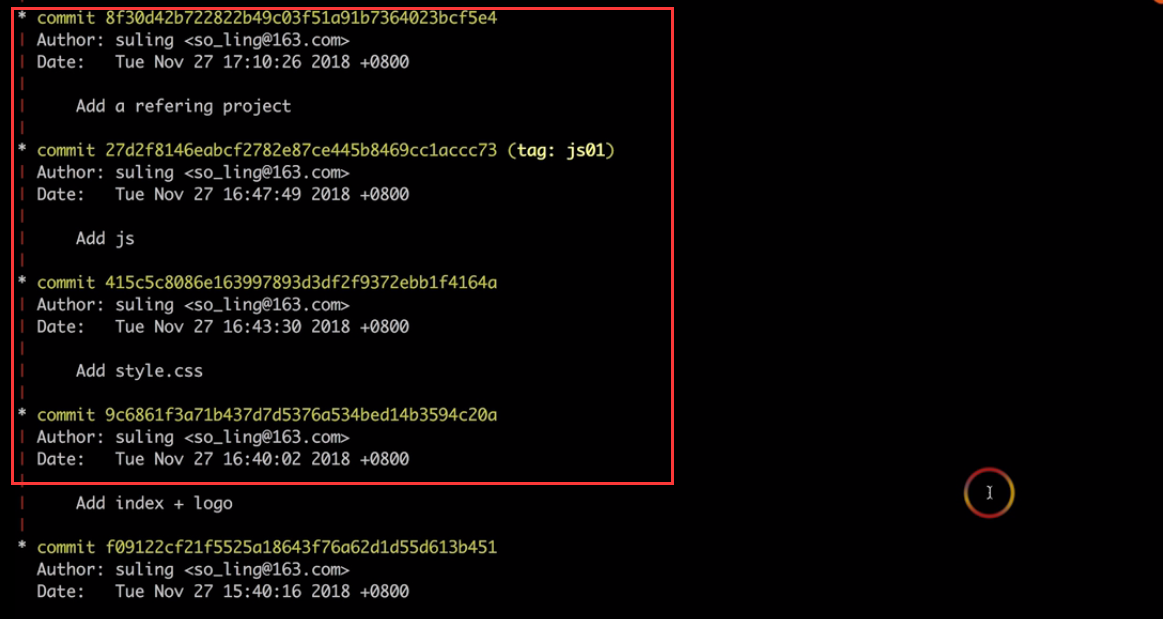 * commit 8f30d42b722822b49c03f51a91b7364023bcf5e4
| Author: suling <so_ling@163.com>
| Date:   Tue Nov 27 17:10:26 2018 +0800
|
|     Add a refering project
|
* commit 27d2f8146eabcf2782e87ce445b8469cc1accc73 (tag: js01)
| Author: suling <so_ling@163.com>
| Date:   Tue Nov 27 16:47:49 2018 +0800
|
|     Add js
|
* commit 415c5c8086e163997893d3df2f9372ebb1f4164a
| Author: suling <so_ling@163.com>
| Date:   Tue Nov 27 16:43:30 2018 +0800
|
|     Add style.css
|
* commit 9c6861f3a71b437d7d5376a534bed14b3594c20a
| Author: suling <so_ling@163.com>
| Date:   Tue Nov 27 16:40:02 2018 +0800
|
|     Add index + logo
|
* commit f09122cf21f5525a18643f76a62d1d55d613b451
  Author: suling <so_ling@163.com>
  Date:   Tue Nov 27 15:40:16 2018 +0800